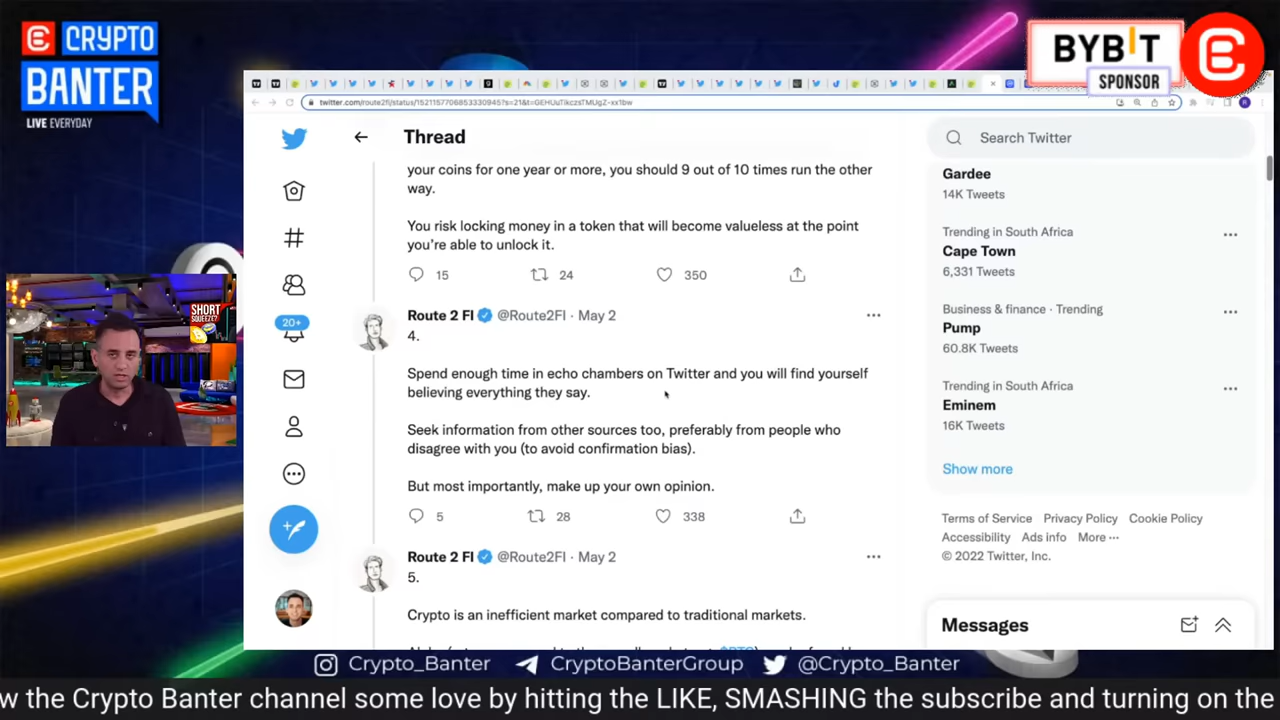 CRYPTO
BANTER
LIVE EVERYDAY
BYBIT
SPONSOR
SHORT
SQUEEZE?
Thread
Search Twitter
your coins for one year or more, you should 9 out of 10 times run the other
way.
You risk locking money in a token that will become valueless at the point
you're able to unlock it.
15 24 350
Route 2 FI @Route2FI · May 2
4.
Spend enough time in echo chambers on Twitter and you will find yourself
believing everything they say.
Seek information from other sources too, preferably from people who
disagree with you (to avoid confirmation bias).
But most importantly, make up your own opinion.
5 28 338
Route 2 FI @Route2FI · May 2
5.
Crypto is an inefficient market compared to traditional markets.
20+
Gardee
14K Tweets
Trending in South Africa
Cape Town
6,331 Tweets
Business & finance · Trending
Pump
60.8K Tweets
Trending in South Africa
Eminem
16K Tweets
Show more
Terms of Service Privacy Policy Cookie Policy
Accessibility Ads info More ···
© 2022 Twitter, Inc.
Messages
Crypto_Banter CryptoBanterGroup @Crypto_Banter
w the Crypto Banter channel some love by hitting the LIKE, SMASHING the subscribe and turning on the